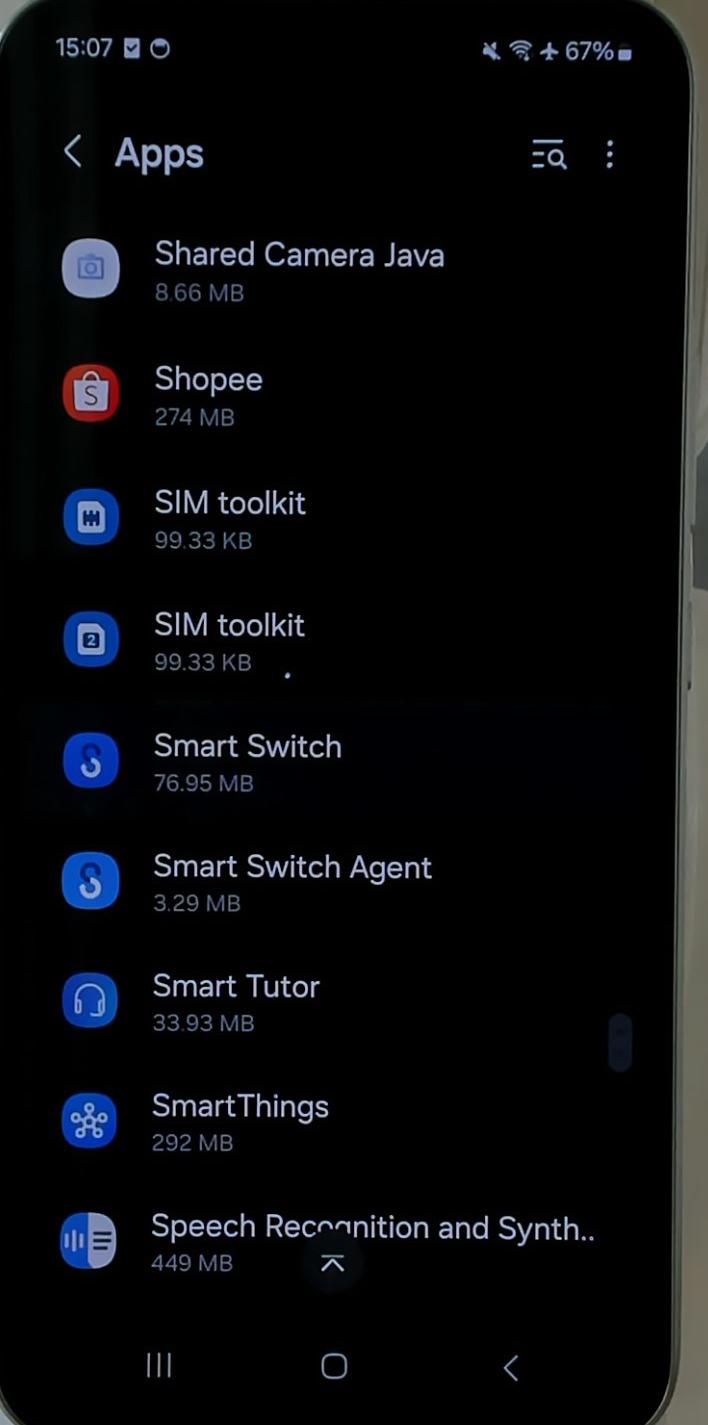 15:07
67%
Apps
Shared Camera Java
8.66 MB
S
Shopee
274 MB
SIM toolkit
99.33 KB
2
SIM toolkit
99.33 KB
Smart Switch
76.95 MB
Smart Switch Agent
3.29 MB
Smart Tutor
33.93 MB
SmartThings
292 MB
Speech Recognition and Synth..
449 MB